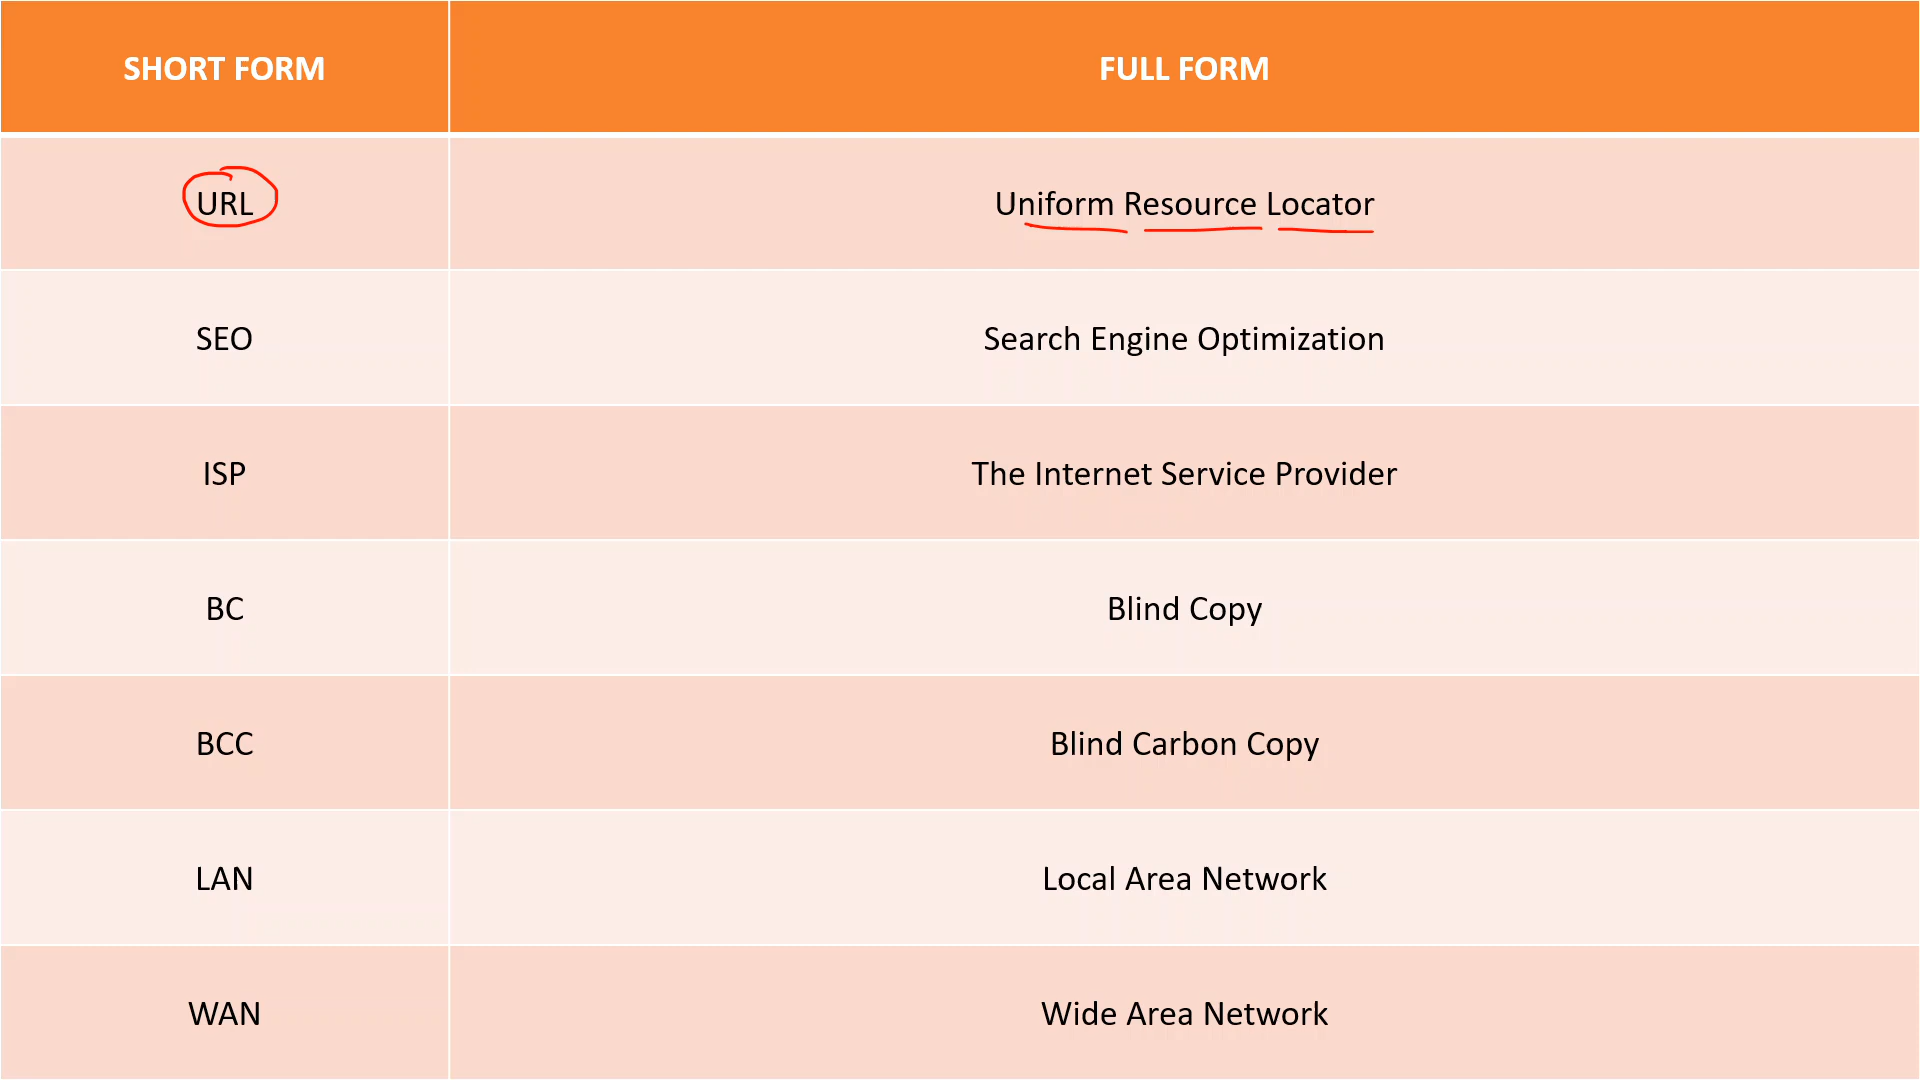 SHORT FORM FULL FORM
URL Uniform Resource Locator
SEO Search Engine Optimization
ISP The Internet Service Provider
BC Blind Copy
BCC Blind Carbon Copy
LAN Local Area Network
WAN Wide Area Network